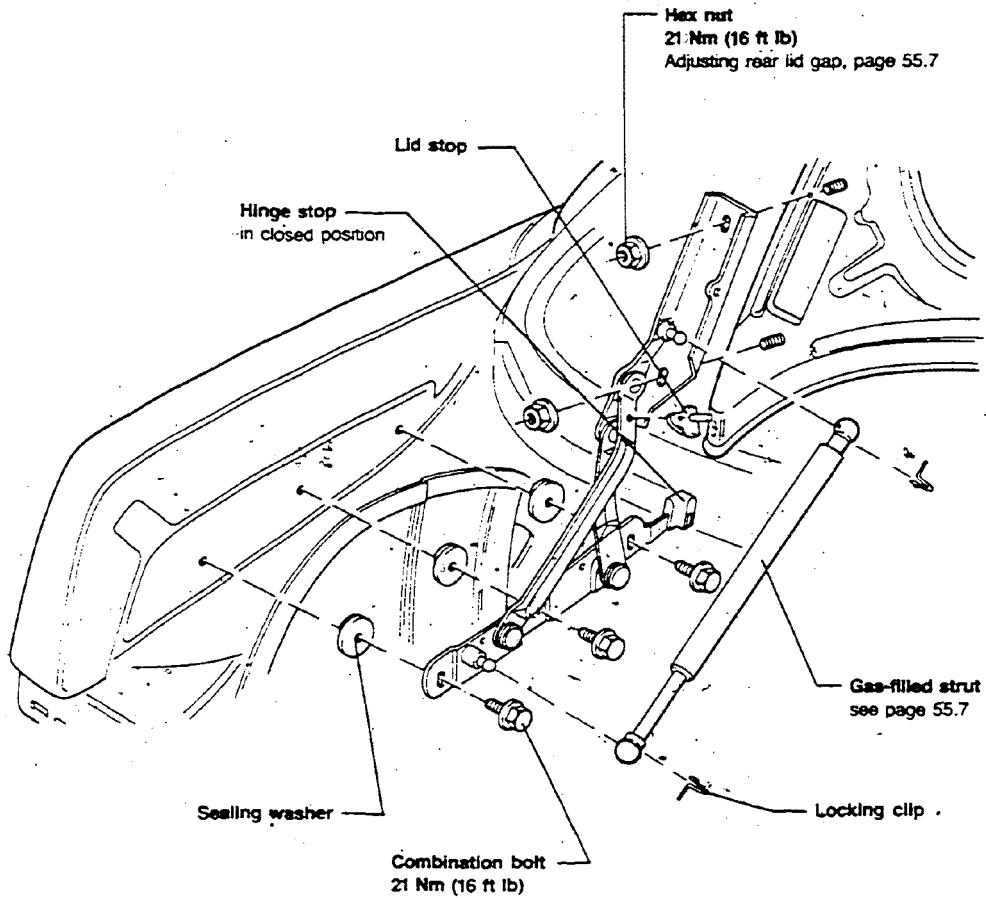 Hex nut
21 Nm (16 ft lb)
Adjusting rear lid gap, page 55.7
Lid stop
Hinge stop
in closed position
Gas-filled strut
see page 55.7
Sealing washer
Locking clip
Combination bolt
21 Nm (16 ft lb)